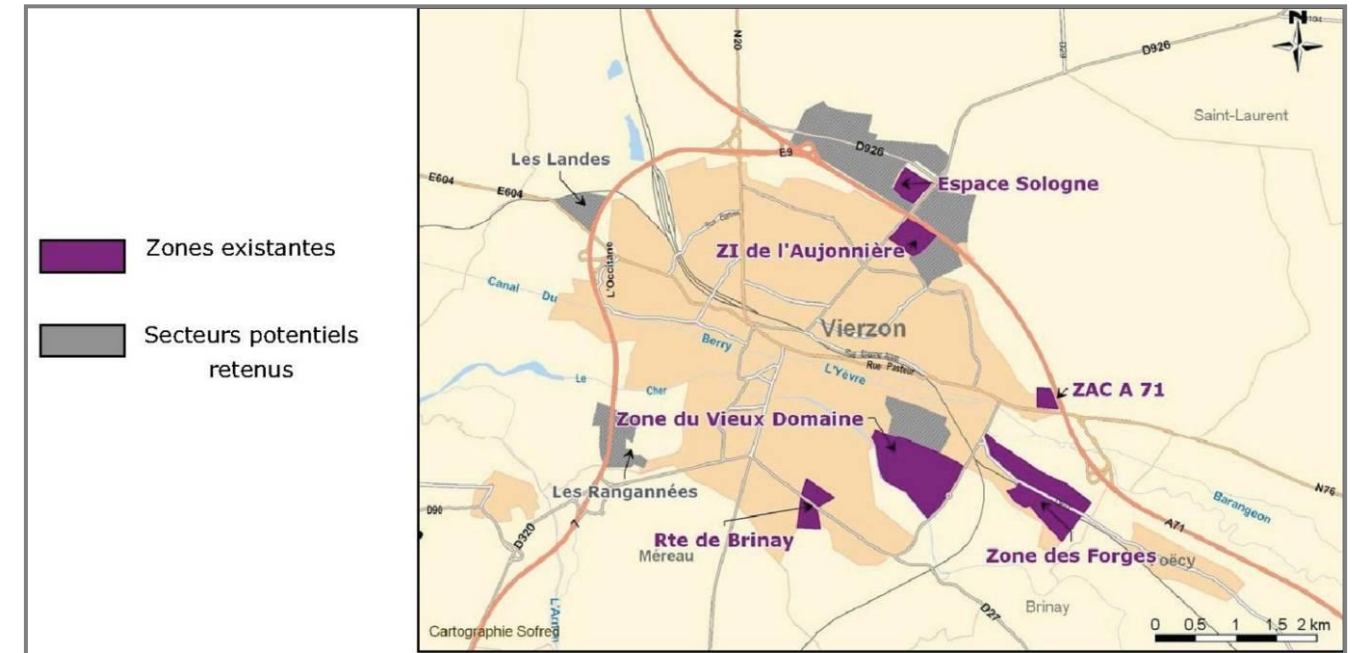 Zones existantes
Secteurs potentiels
retenus
N
N20
D29
D926
Saint-Laurent
E9
D926
Les Landes
E604
E604
Espace Sologne
ZI de l'Aujonnière
L'Occitane
Canal Du
Berry
Vierzon
Rue Pasteur
L'Yèvre
Le
Cher
ZAC A 71
Zone du Vieux Domaine
Les Rangannées
N76
Barangeon
D90
D320
Rte de Brinay
A71
Méreau
Zone des Forges
oëcy
Brinay
D27
Cartographie Sofred
0 0,5 1 1,5 2 km